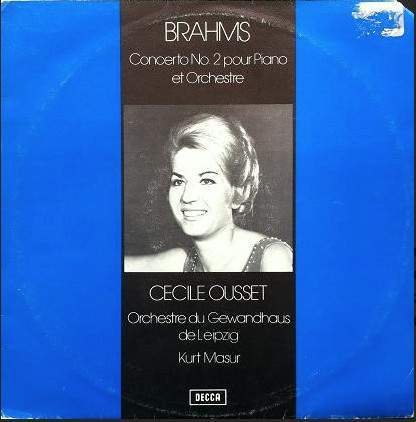 BRAHMS
Concerto No. 2 pour Piano
et Orchestre
CECILE OUSSET
Orchestre du Gewandhaus
de Leipzig
Kurt Masur
DECCA